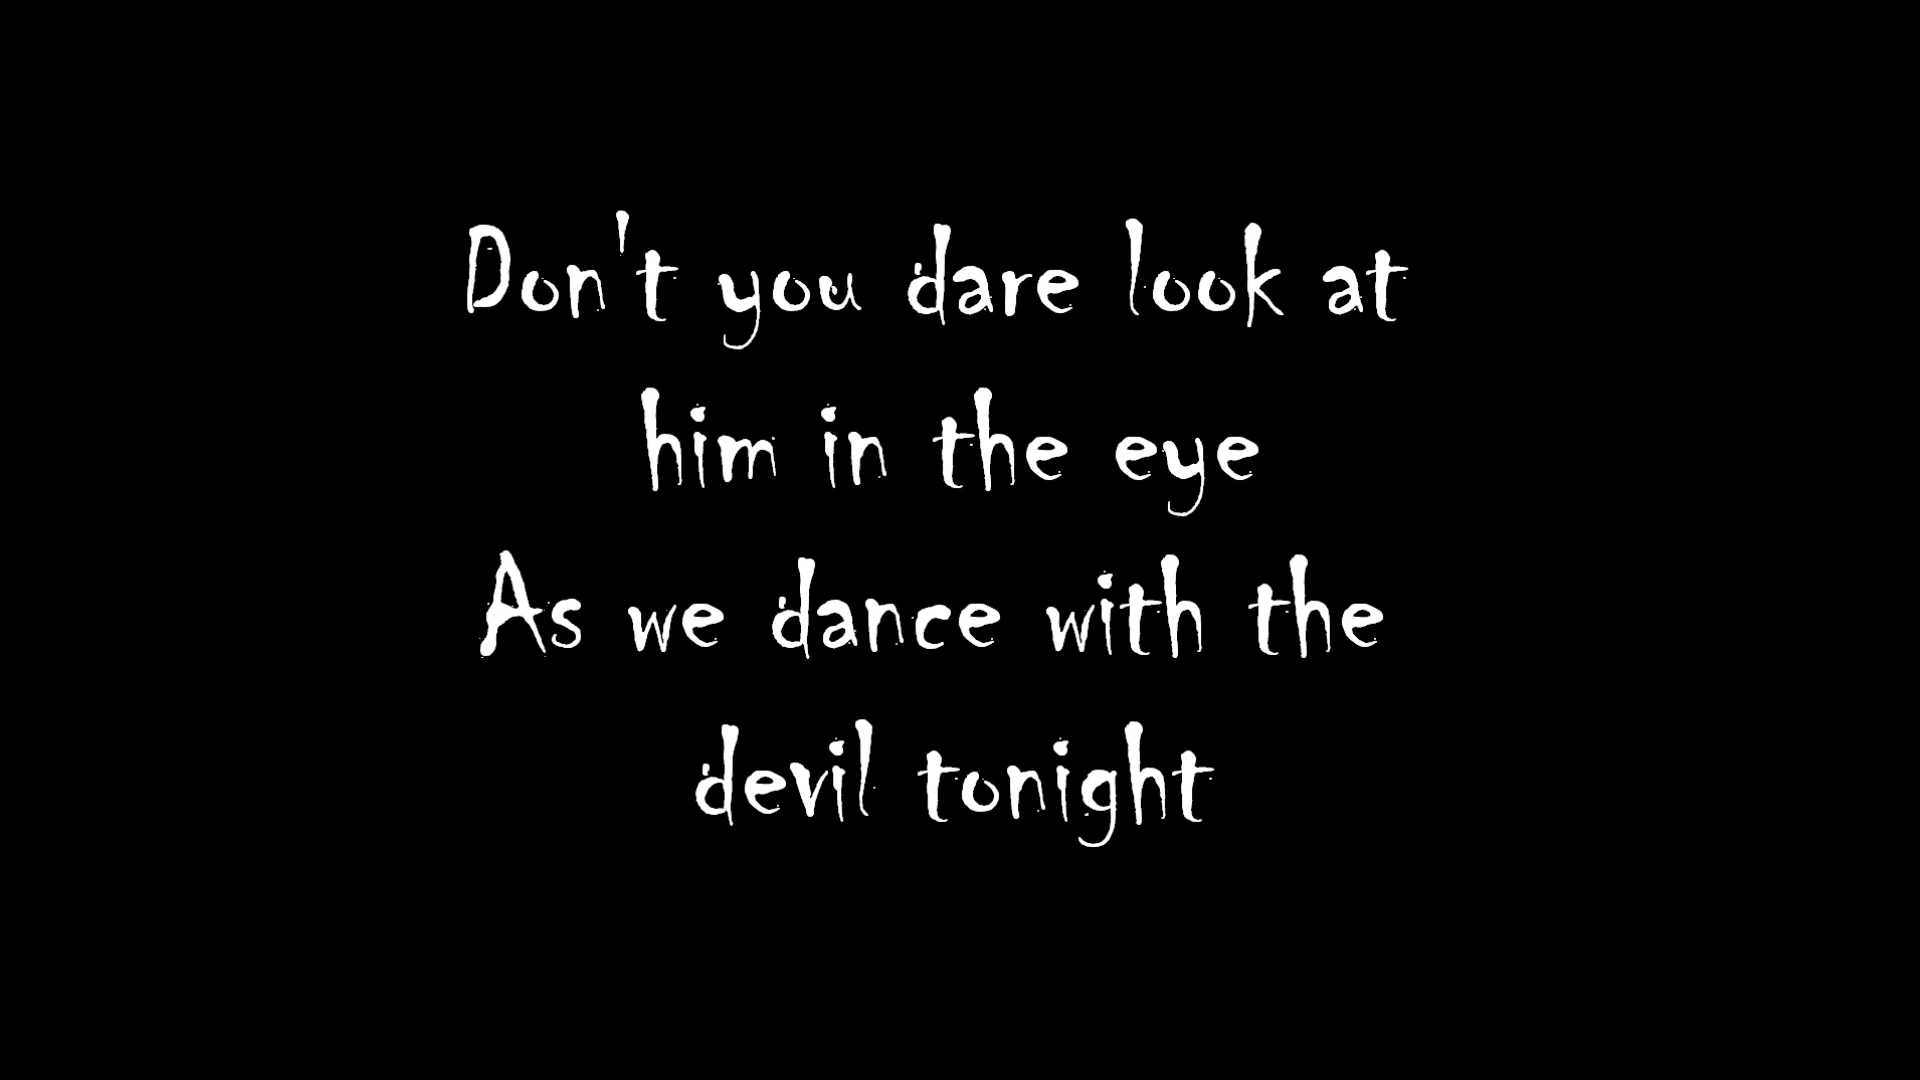 Don't you dare look at
him in the eye
As we dance with the
devil tonight